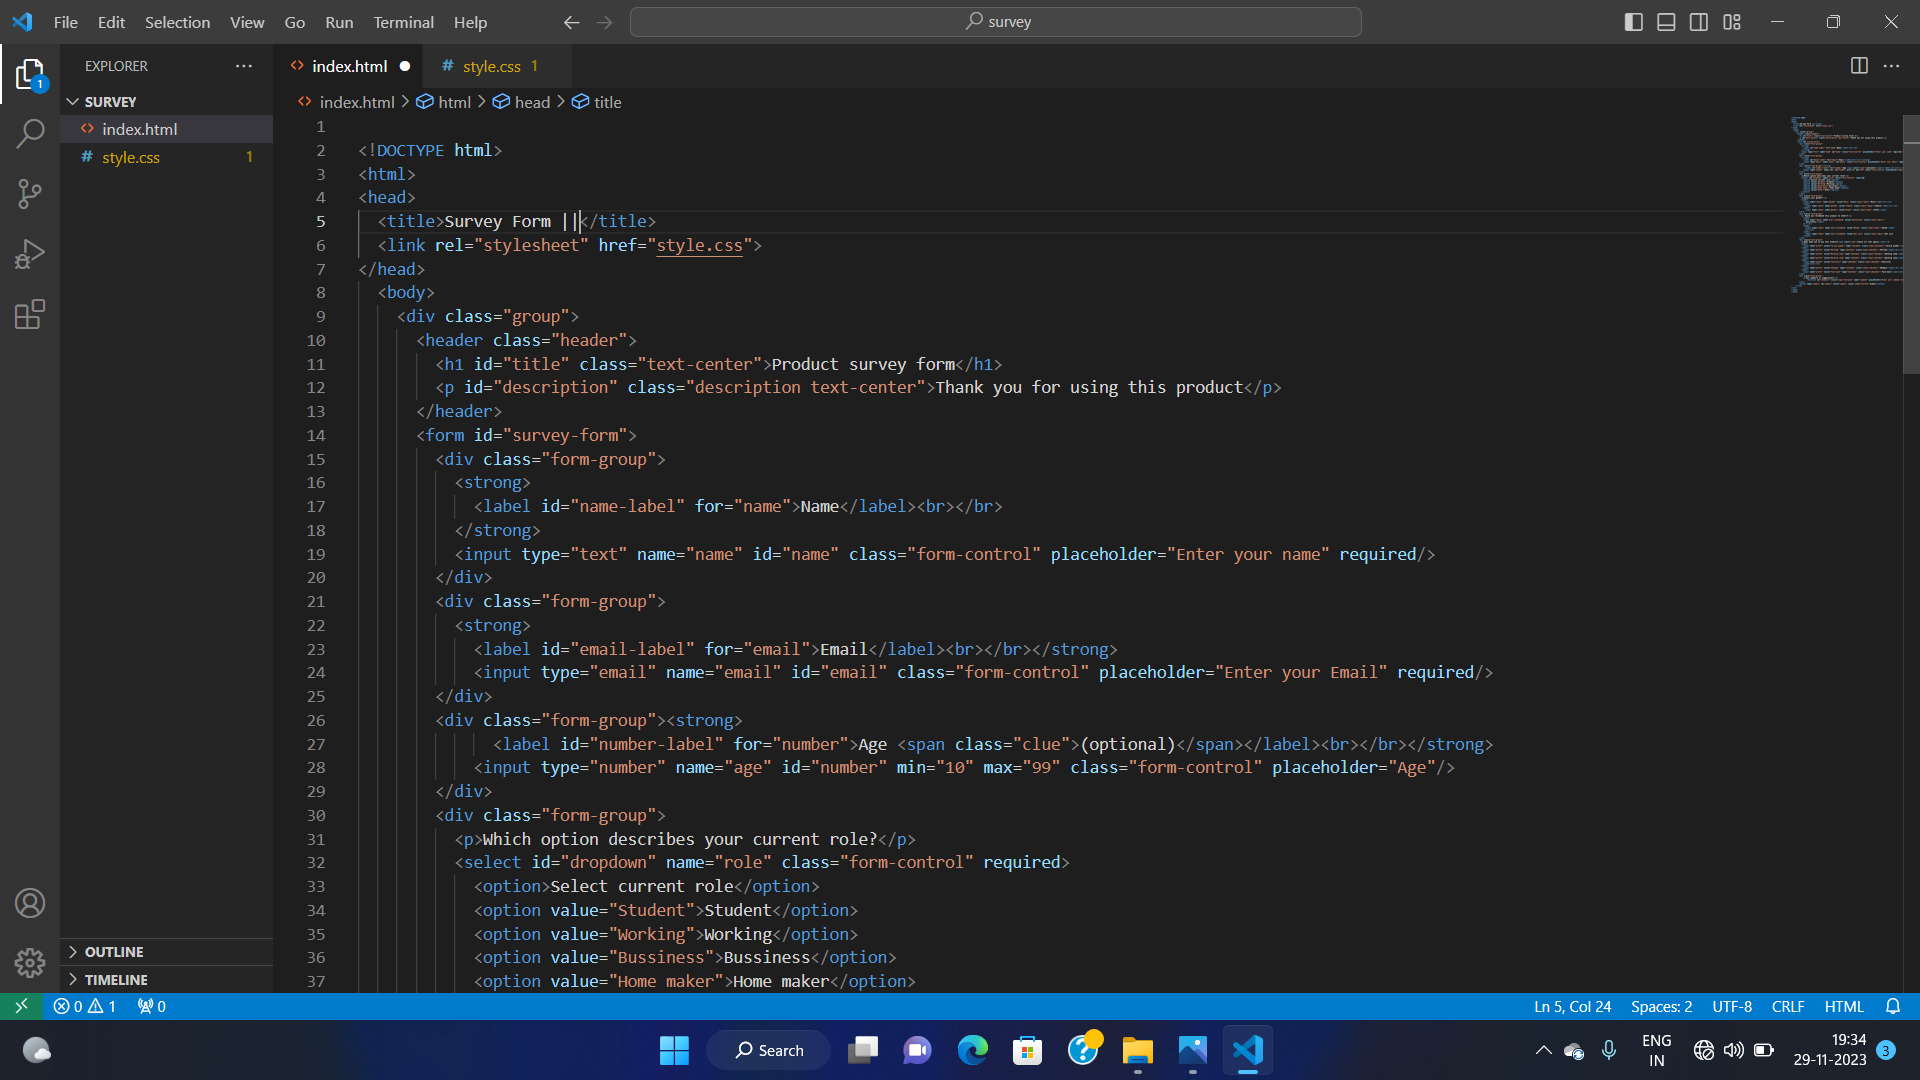 File Edit Selection View Go Run Terminal Help
survey
EXPLORER
index.html
style.css 1
SURVEY
index.html
style.css 1
index.html > html > head > title
1
2 <!DOCTYPE html>
3 <html>
4 <head>
5 <title>Survey Form ||</title>
6 <link rel="stylesheet" href="style.css">
7 </head>
8 <body>
9 <div class="group">
10 <header class="header">
11 <h1 id="title" class="text-center">Product survey form</h1>
12 <p id="description" class="description text-center">Thank you for using this product</p>
13 </header>
14 <form id="survey-form">
15 <div class="form-group">
16 <strong>
17 <label id="name-label" for="name">Name</label><br></br>
18 </strong>
19 <input type="text" name="name" id="name" class="form-control" placeholder="Enter your name" required/>
20 </div>
21 <div class="form-group">
22 <strong>
23 <label id="email-label" for="email">Email</label><br></br></strong>
24 <input type="email" name="email" id="email" class="form-control" placeholder="Enter your Email" required/>
25 </div>
26 <div class="form-group"><strong>
27 <label id="number-label" for="number">Age <span class="clue">(optional)</span></label><br></br></strong>
28 <input type="number" name="age" id="number" min="10" max="99" class="form-control" placeholder="Age"/>
29 </div>
30 <div class="form-group">
31 <p>Which option describes your current role?</p>
32 <select id="dropdown" name="role" class="form-control" required>
33 <option>Select current role</option>
34 <option value="Student">Student</option>
35 <option value="Working">Working</option>
36 <option value="Bussiness">Bussiness</option>
37 <option value="Home maker">Home maker</option>
1
OUTLINE
TIMELINE
0 1 0
Ln 5, Col 24 Spaces: 2 UTF-8 CRLF HTML
Search
ENG
IN
19:34
29-11-2023
3